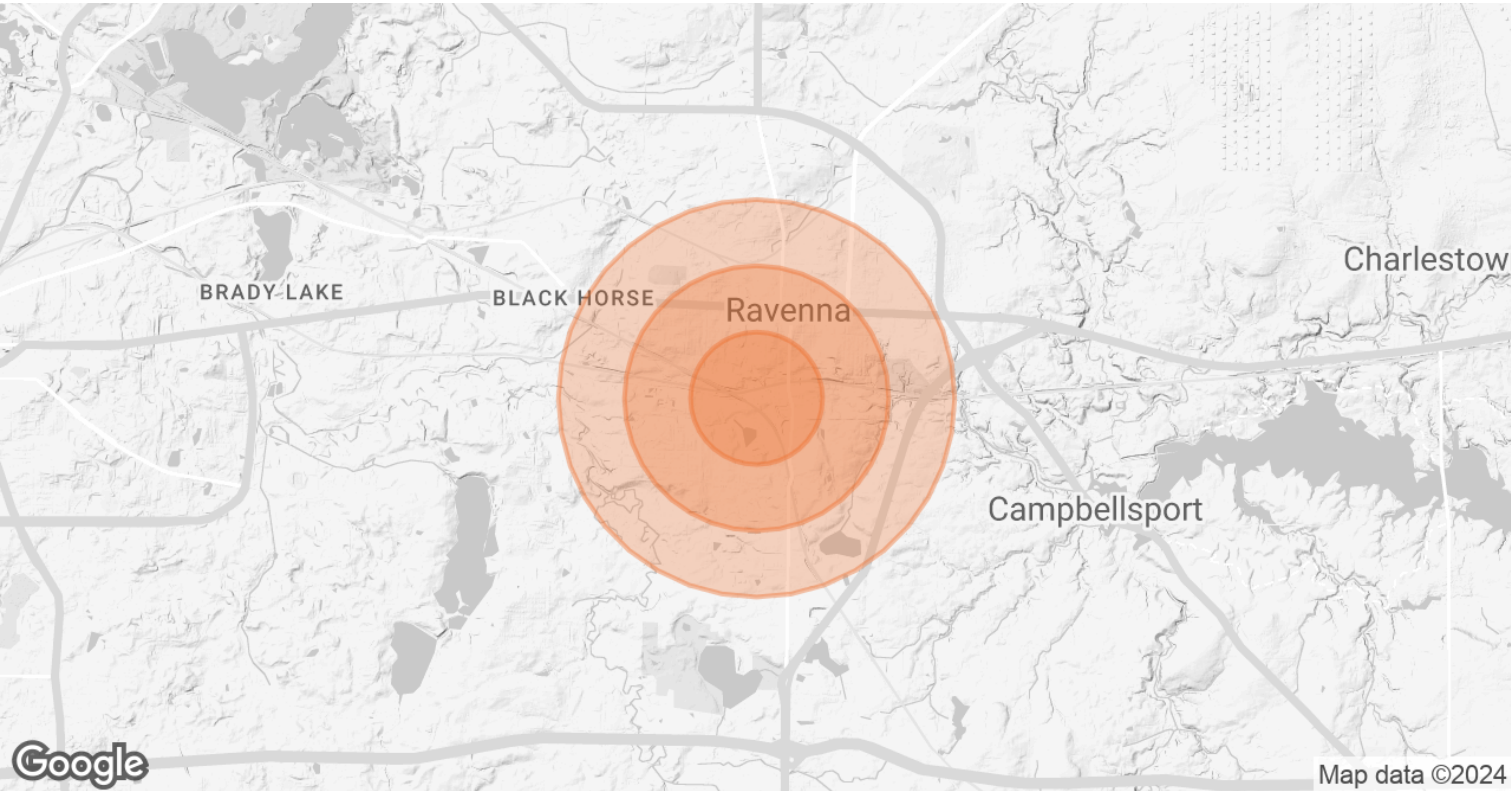 Charlestow
BRADY LAKE
BLACK HORSE
Ravenna
Campbellsport
Google
Map data ©2024